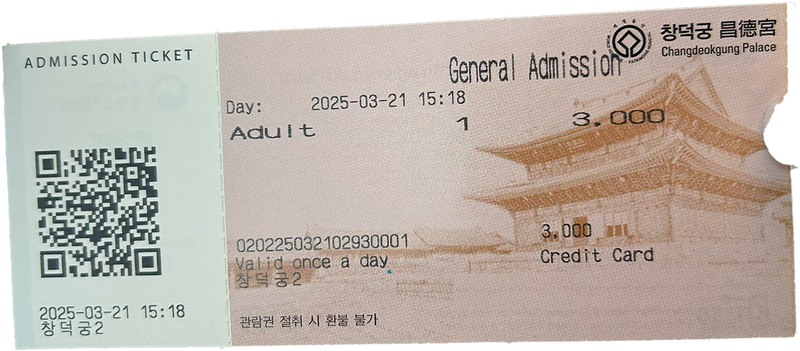 ADMISSION TICKET
2025-03-21 15:18
창덕궁2
창덕궁 昌德宮
Changdeokgung Palace
General Admission
Day: 2025-03-21 15:18
Adult 1 3,000
020225032102930001
Valid once a day
창덕궁2
3,000
Credit Card
관람권 절취 시 환불 불가